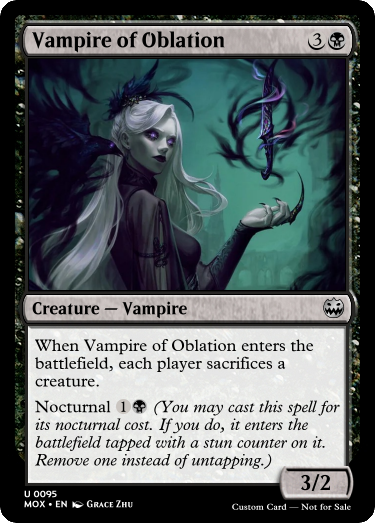 Vampire of Oblation 3
Creature — Vampire
When Vampire of Oblation enters the
battlefield, each player sacrifices a
creature.
Nocturnal 1 (You may cast this spell for
its nocturnal cost. If you do, it enters the
battlefield tapped with a stun counter on it.
Remove one instead of untapping.)
3/2
U 0095
MOX • EN Grace Zhu
Custom Card — Not for Sale